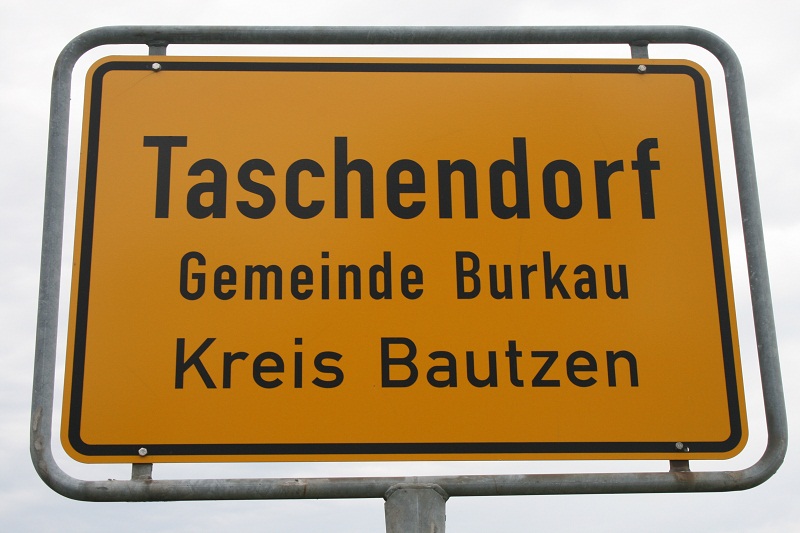 Taschendorf
Gemeinde Burkau
Kreis Bautzen